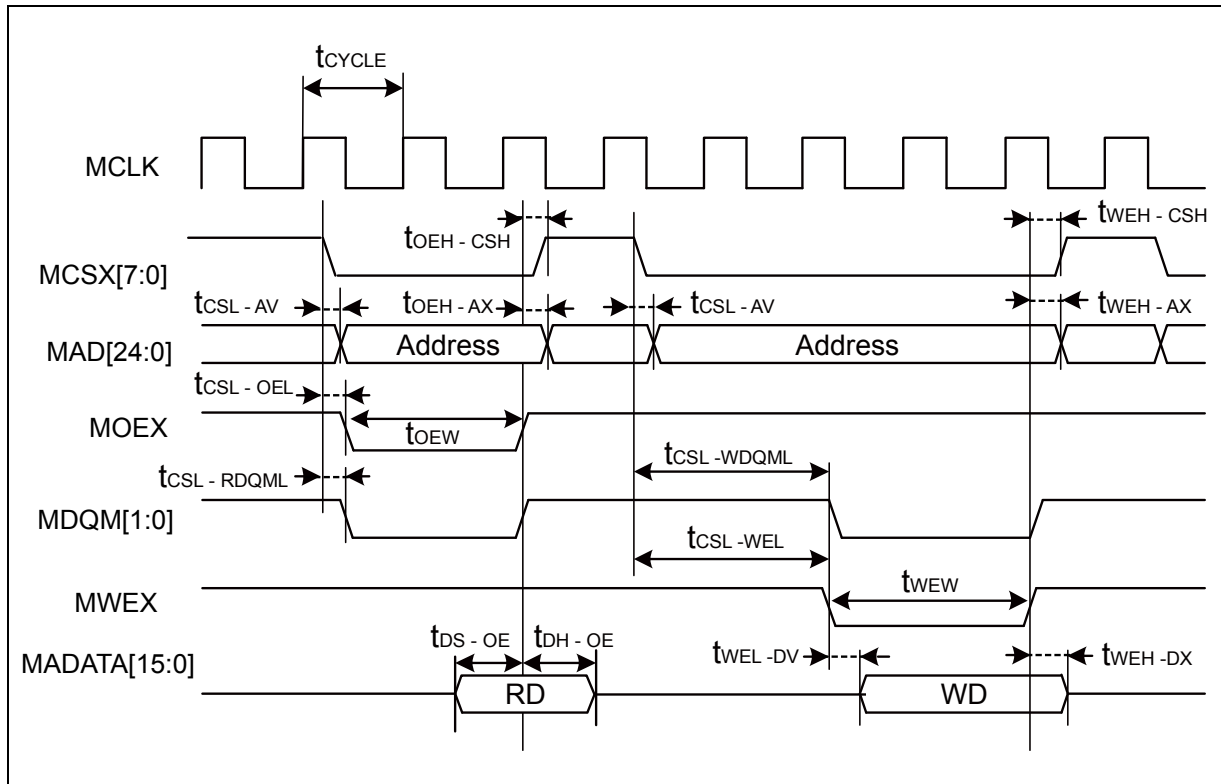 tCYCLE
MCLK
tOEH - CSH
tWEH - CSH
MCSX[7:0]
tCSL - AV
tOEH - AX
tCSL - AV
tWEH - AX
MAD[24:0]
Address
Address
tCSL - OEL
MOEX
tOEW
tCSL -WDQML
tCSL - RDQML
MDQM[1:0]
tCSL -WEL
MWEX
tWEW
tDS - OE
tDH - OE
MADATA[15:0]
tWEL -DV
tWEH -DX
RD
WD